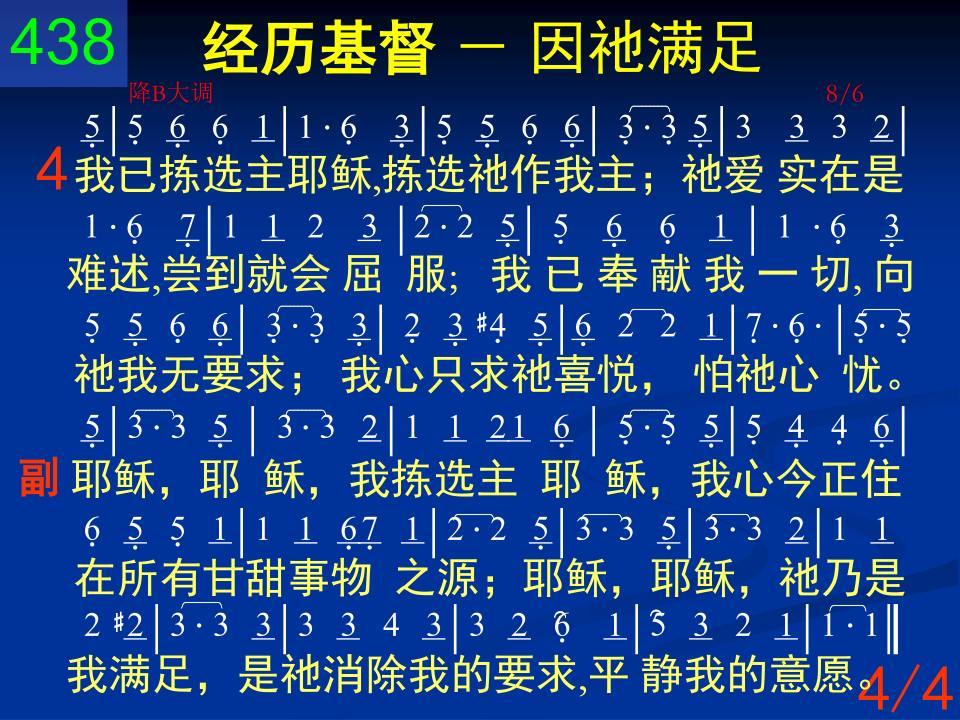 438 经历基督 － 因祂满足
降B大调 8/6
5|5 6 6 1|1·6 3|5 5 6 6|3·3 5|3 3 3 2|
4 我已拣选主耶稣,拣选祂作我主；祂爱 实在是
1·6 7|1 1 2 3|2·2 5|5 6 6 1|1·6 3
难述,尝到就会 屈 服; 我 已 奉 献 我 一 切, 向
5 5 6 6|3·3 3|2 3 #4 5|6 2 2 1|7·6·|5·5
祂我无要求； 我心只求祂喜悦， 怕祂心 忧。
5|3·3 5|3·3 2|1 1 21 6|5·5 5|5 4 4 6|
副 耶稣，耶 稣，我拣选主 耶 稣，我心今正住
6 5 5 1|1 1 67 1|2·2 5|3·3 5|3·3 2|1 1
在所有甘甜事物 之源；耶稣，耶稣，祂乃是
2 #2|3·3 3|3 3 4 3|3 2 6 1|5 3 2 1|1·1‖
我满足，是祂消除我的要求,平 静我的意愿。
4/4